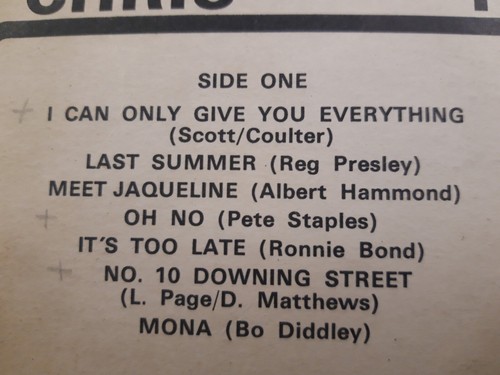 SIDE ONE
I CAN ONLY GIVE YOU EVERYTHING
(Scott/Coulter)
LAST SUMMER (Reg Presley)
MEET JAQUELINE (Albert Hammond)
OH NO (Pete Staples)
IT'S TOO LATE (Ronnie Bond)
NO. 10 DOWNING STREET
(L. Page/D. Matthews)
MONA (Bo Diddley)